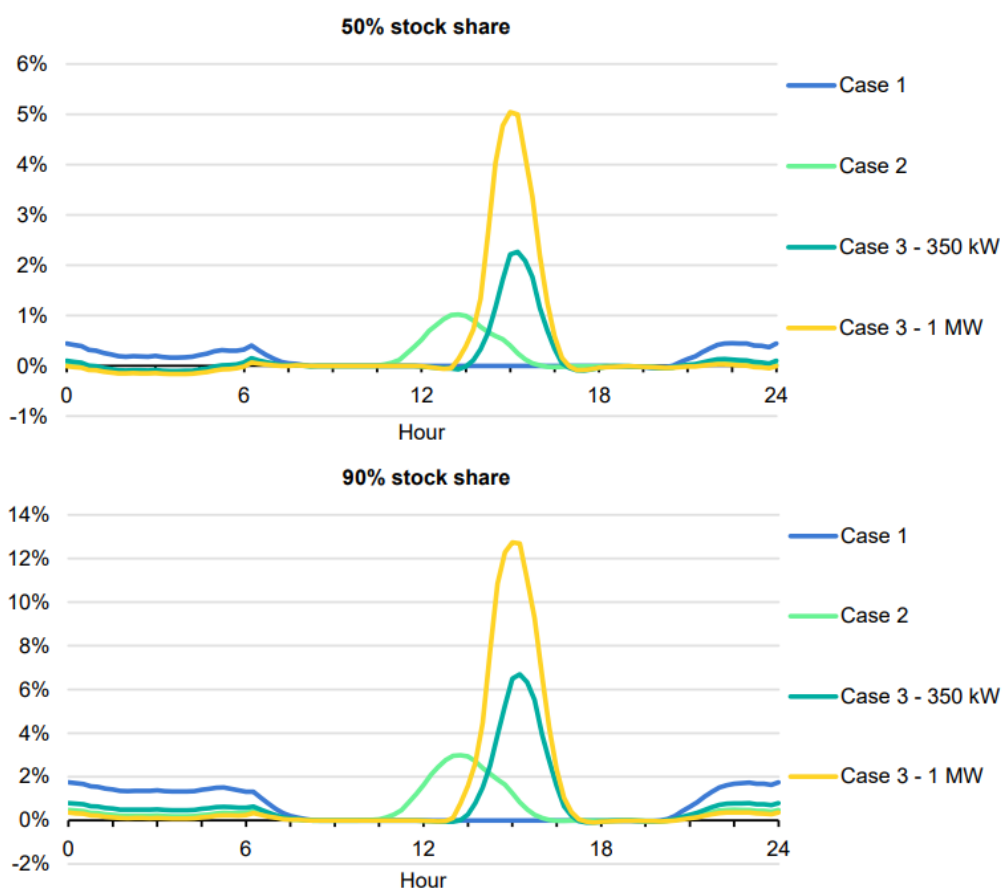 50% stock share
6%
5%
4%
3%
2%
1%
0%
-1%
0 6 12 18 24
Hour
Case 1
Case 2
Case 3 - 350 kW
Case 3 - 1 MW
90% stock share
14%
12%
10%
8%
6%
4%
2%
0%
-2%
0 6 12 18 24
Hour
Case 1
Case 2
Case 3 - 350 kW
Case 3 - 1 MW